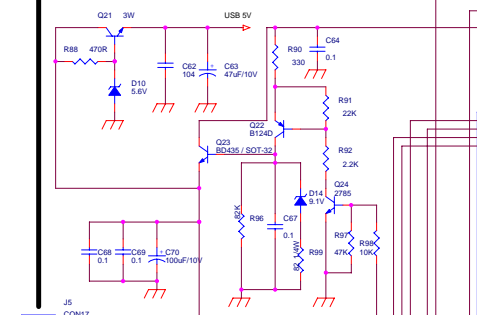 Q21 3W
USB 5V
R88 470R
D10
5.6V
C62
104
C63
47uF/10V
R90
330
C64
0.1
R91
22K
Q22
B124D
Q23
BD435 / SOT-32
R92
2.2K
D14
9.1V
Q24
2785
82K
R96
C67
0.1
82 1/4W
R99
R97
47K
R98
10K
C68
0.1
C69
0.1
C70
100uF/10V
J5
CON17